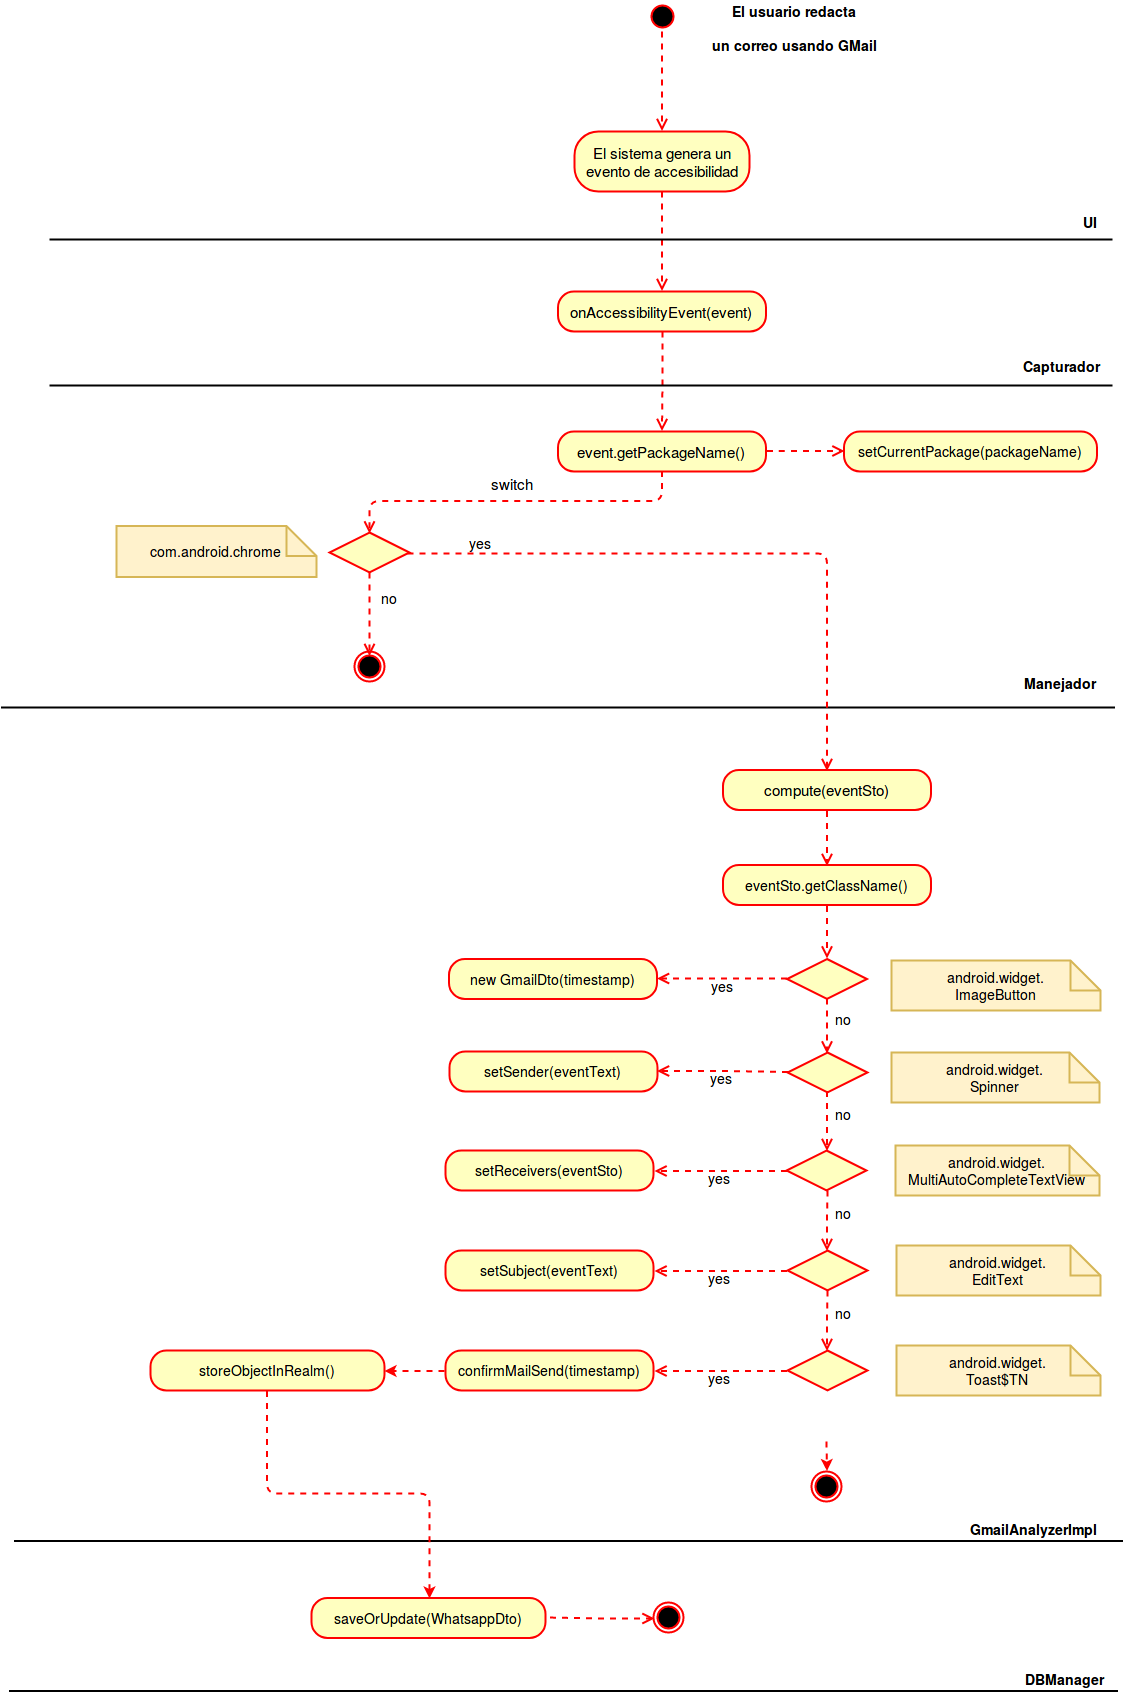 El usuario redacta
un correo usando GMail
El sistema genera un
evento de accesibilidad
UI
onAccessibilityEvent(event)
Capturador
event.getPackageName()
setCurrentPackage(packageName)
switch
com.android.chrome
yes
no
Manejador
compute(eventSto)
eventSto.getClassName()
new GmailDto(timestamp)
yes
android.widget.
ImageButton
no
setSender(eventText)
yes
android.widget.
Spinner
no
setReceivers(eventSto)
yes
android.widget.
MultiAutoCompleteTextView
no
setSubject(eventText)
yes
android.widget.
EditText
no
storeObjectInRealm()
confirmMailSend(timestamp)
yes
android.widget.
Toast$TN
GmailAnalyzerImpl
saveOrUpdate(WhatsappDto)
DBManager